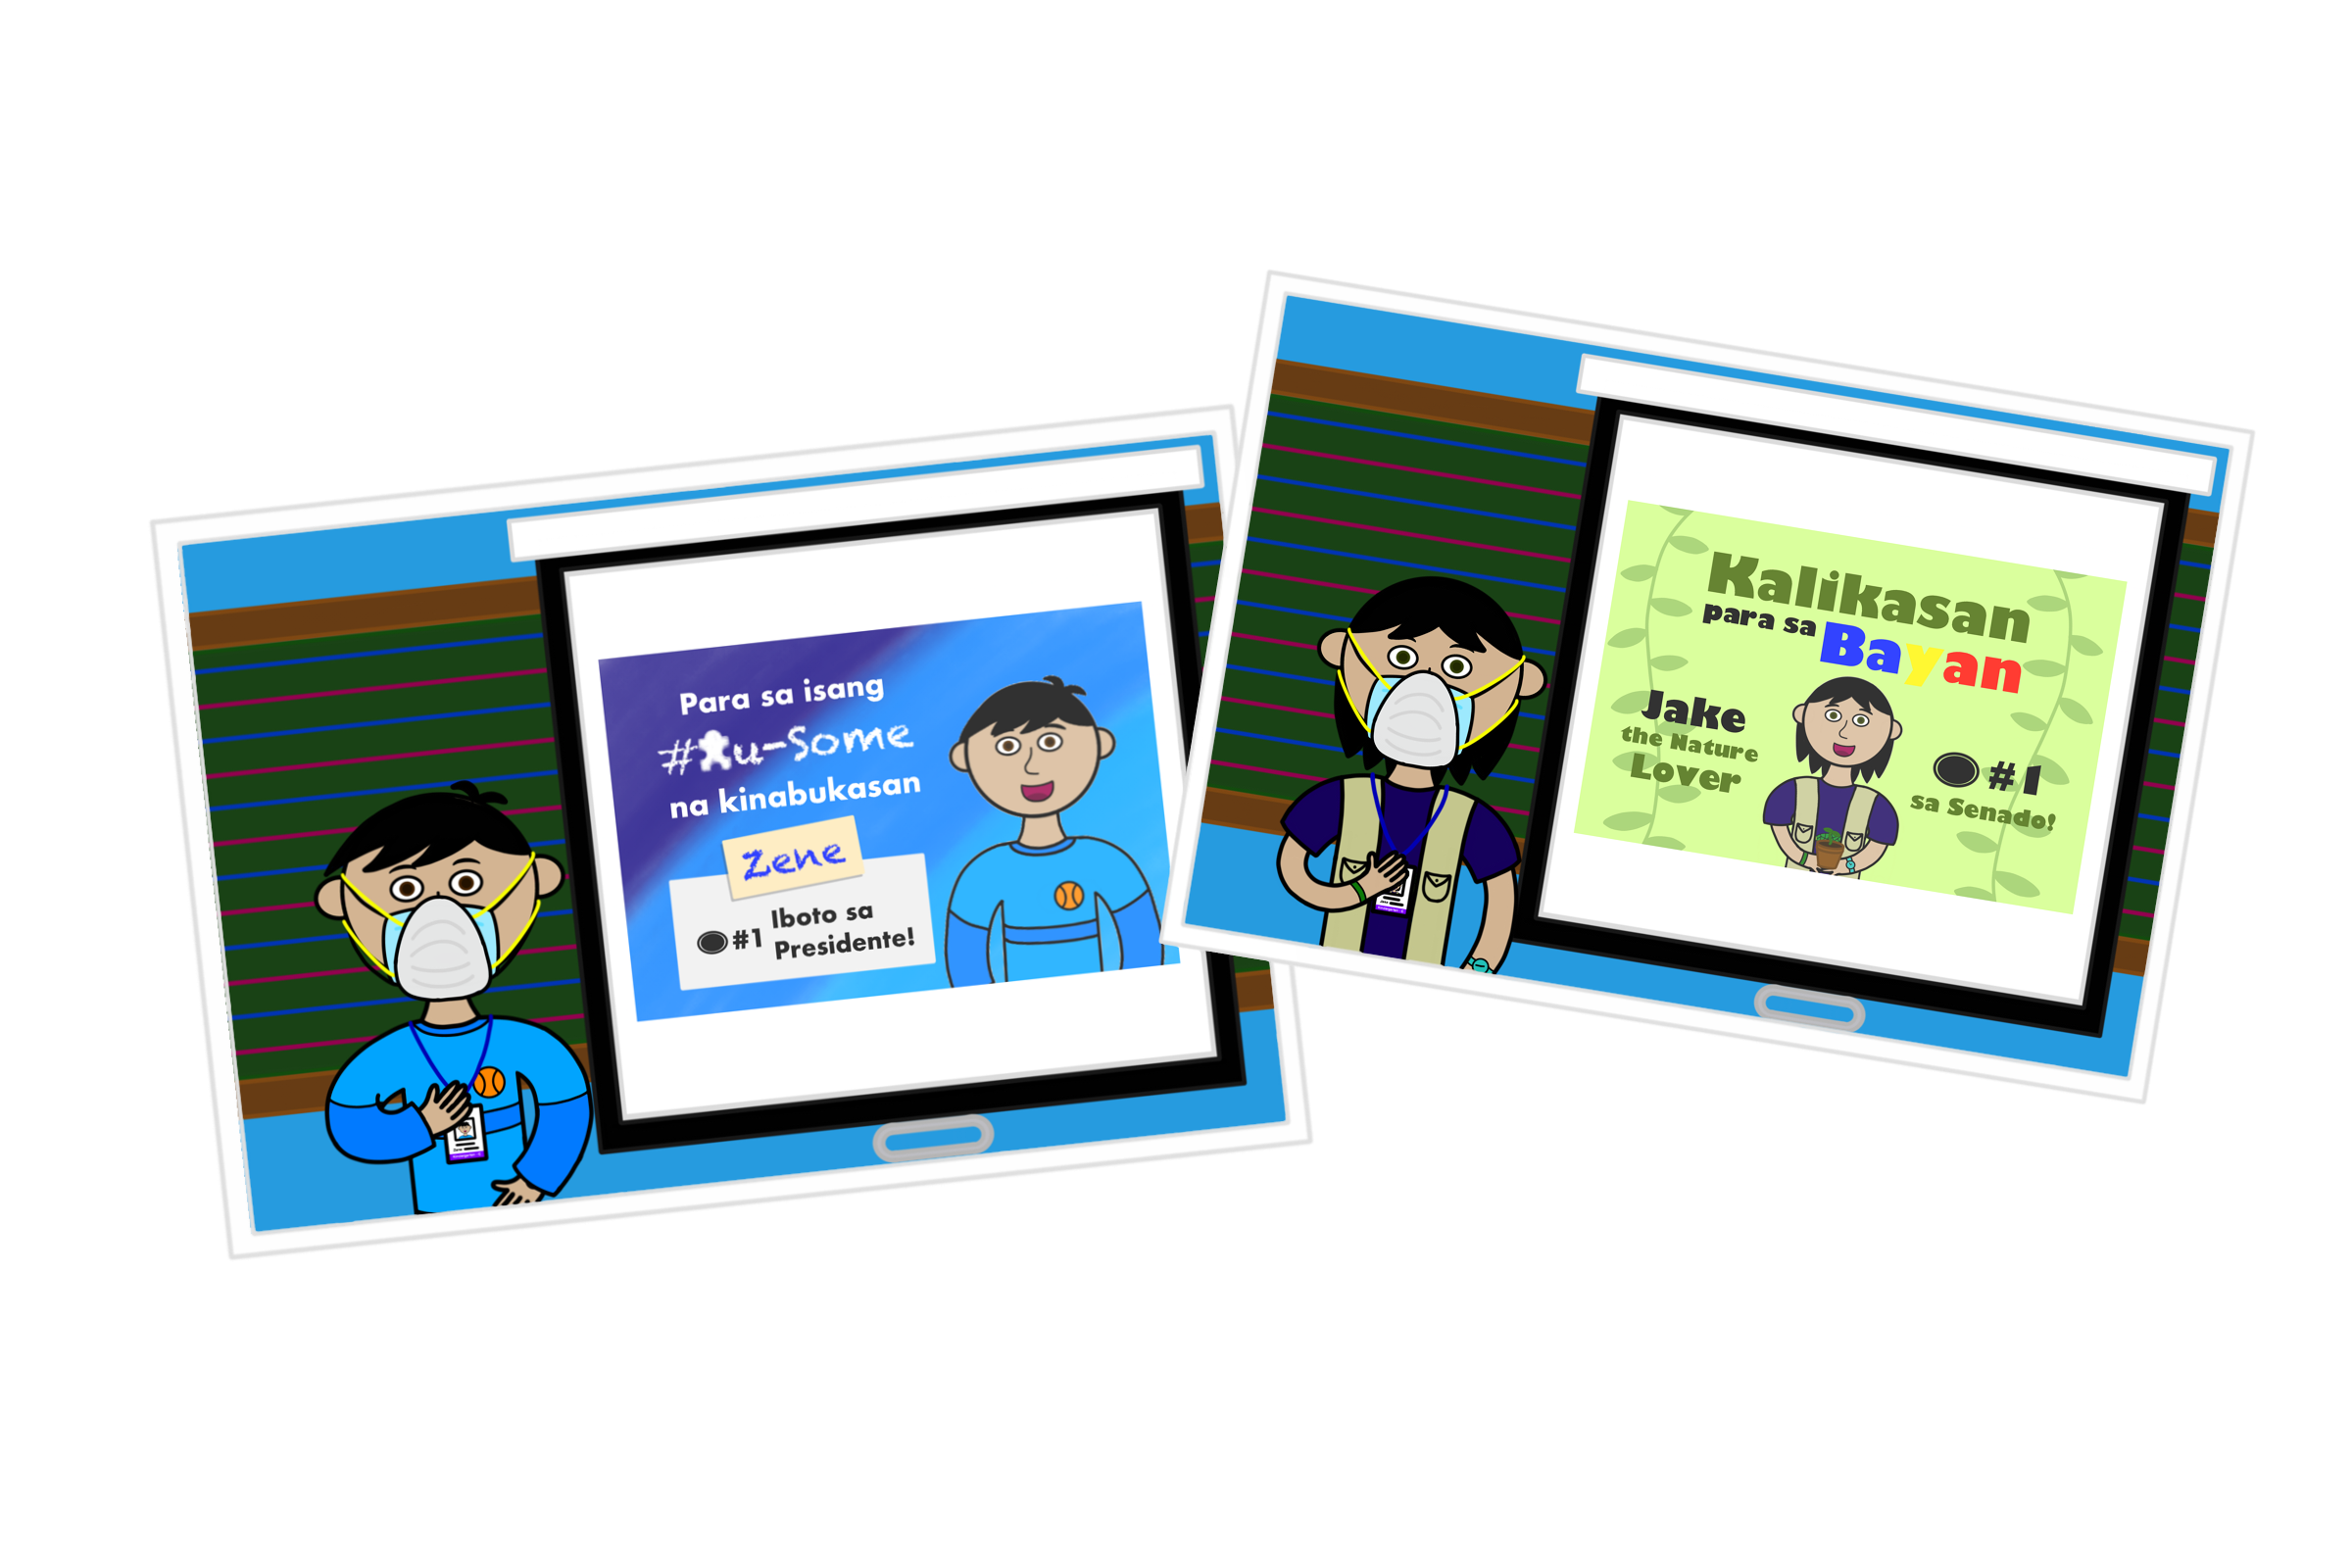 Para sa isang
#Au-Some
na kinabukasan
Zene
#1 Iboto sa
Presidente!
Kalikasan
para sa Bayan
Jake
the Nature
Lover
#1
sa Senado!